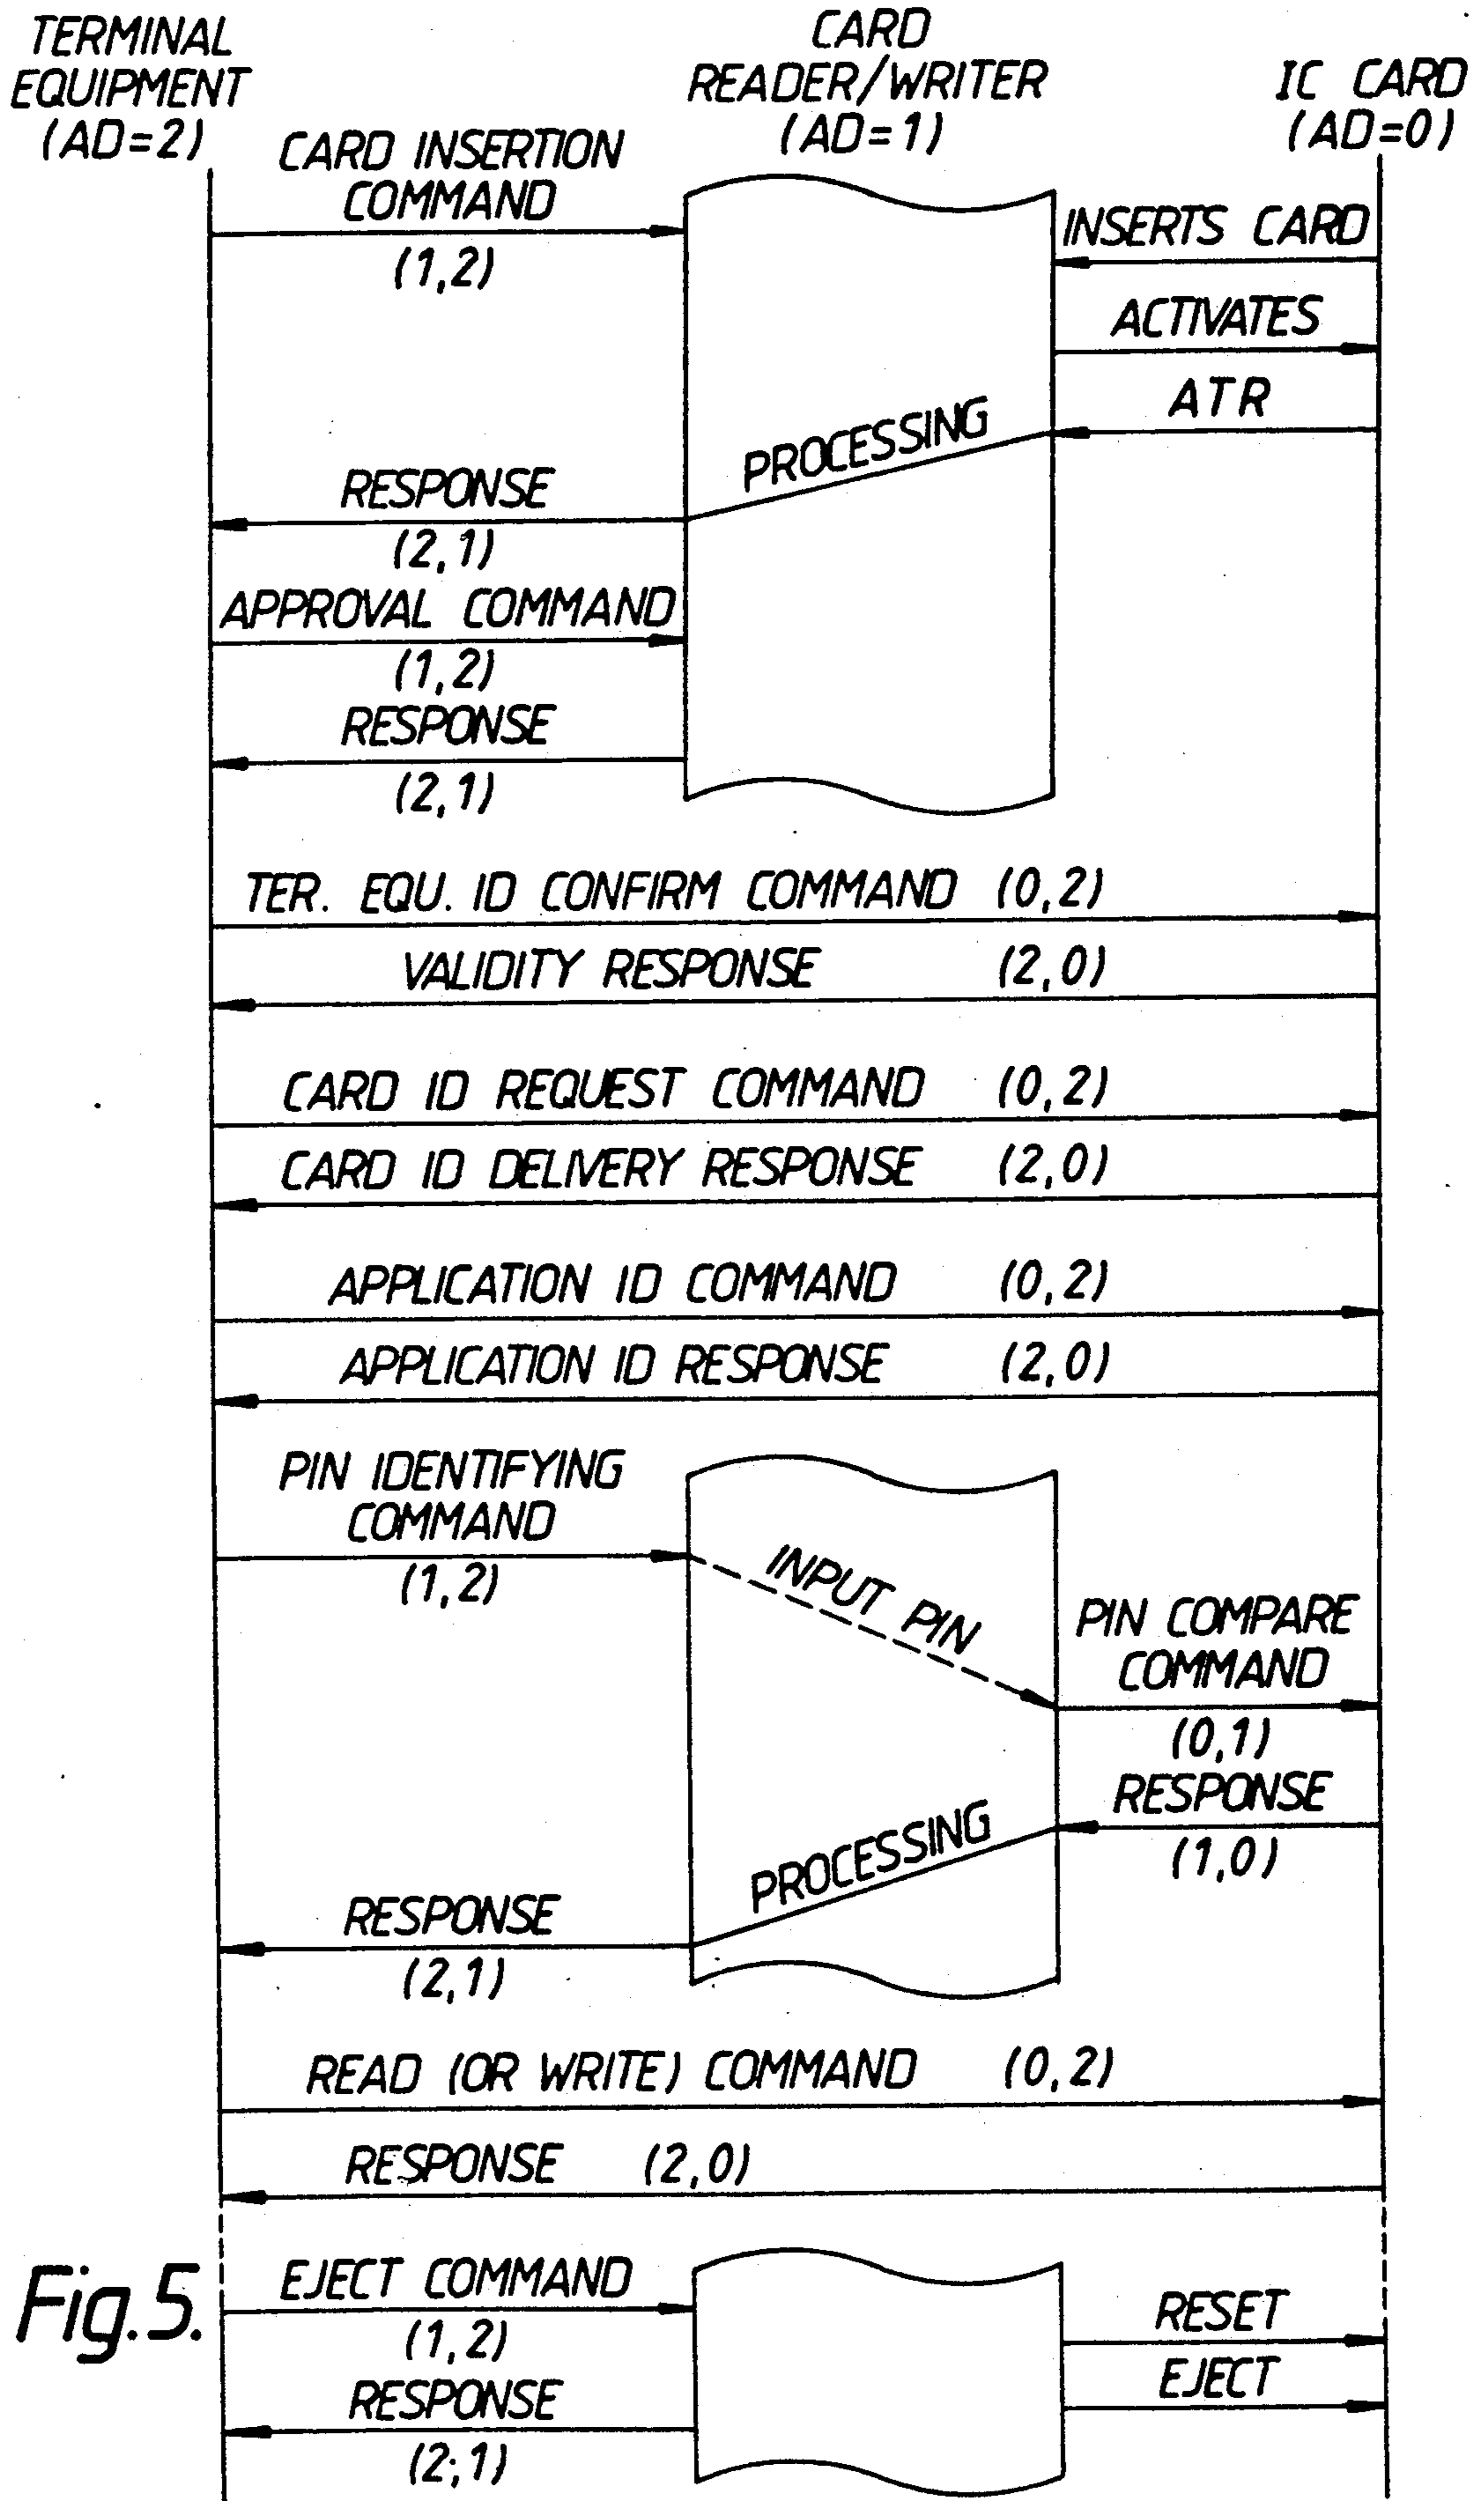 TERMINAL
EQUIPMENT
(AD=2)
CARD
READER/WRITER
(AD=1)
IC CARD
(AD=0)
CARD INSERTION
COMMAND
(1,2)
INSERTS CARD
ACTIVATES
ATR
PROCESSING
RESPONSE
(2,1)
APPROVAL COMMAND
(1,2)
RESPONSE
(2,1)
TER. EQU. ID CONFIRM COMMAND (0,2)
VALIDITY RESPONSE (2,0)
CARD ID REQUEST COMMAND (0,2)
CARD ID DELIVERY RESPONSE (2,0)
APPLICATION ID COMMAND (0,2)
APPLICATION ID RESPONSE (2,0)
PIN IDENTIFYING
COMMAND
(1,2)
INPUT PIN
PIN COMPARE
COMMAND
(0,1)
RESPONSE
(1,0)
PROCESSING
RESPONSE
(2,1)
READ (OR WRITE) COMMAND (0,2)
RESPONSE (2,0)
Fig.5.
EJECT COMMAND
(1,2)
RESET
EJECT
RESPONSE
(2,1)